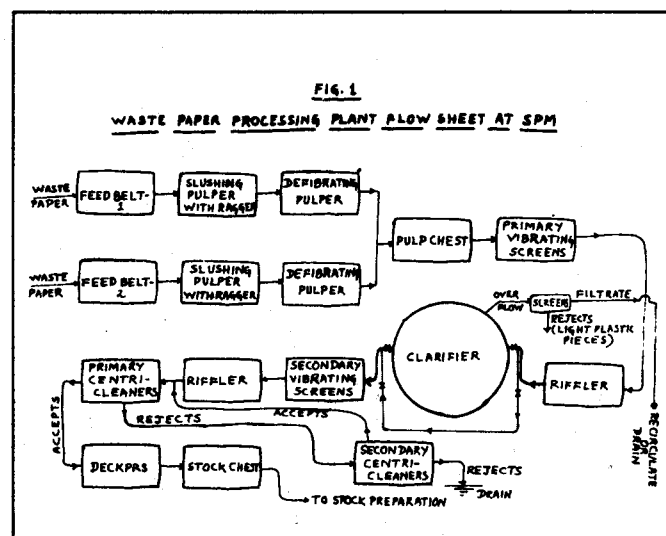 FIG. 1
WASTE PAPER PROCESSING PLANT FLOW SHEET AT SPM
WASTE
PAPER
FEED BELT-
1
SLUSHING
PULPER
WITH RAGGER
DEFIBRATING
PULPER
PULP CHEST
PRIMARY
VIBRATING
SCREENS
WASTE
PAPER
FEED BELT-
2
SLUSHING
PULPER
WITH RAGGER
DEFIBRATING
PULPER
OVER
FLOW
SCREENS
FILTRATE
REJECTS
(LIGHT PLASTIC
PIECES)
PRIMARY
CENTRI-
CLEANERS
RIFFLER
SECONDARY
VIBRATING
SCREENS
CLARIFIER
RIFFLER
ACCEPTS
REJECTS
ACCEPTS
RECIRCULATE
OR
DRAIN
DECKPRS
STOCK CHEST
SECONDARY
CENTRI-
CLEANERS
REJECTS
DRAIN
TO STOCK PREPARATION